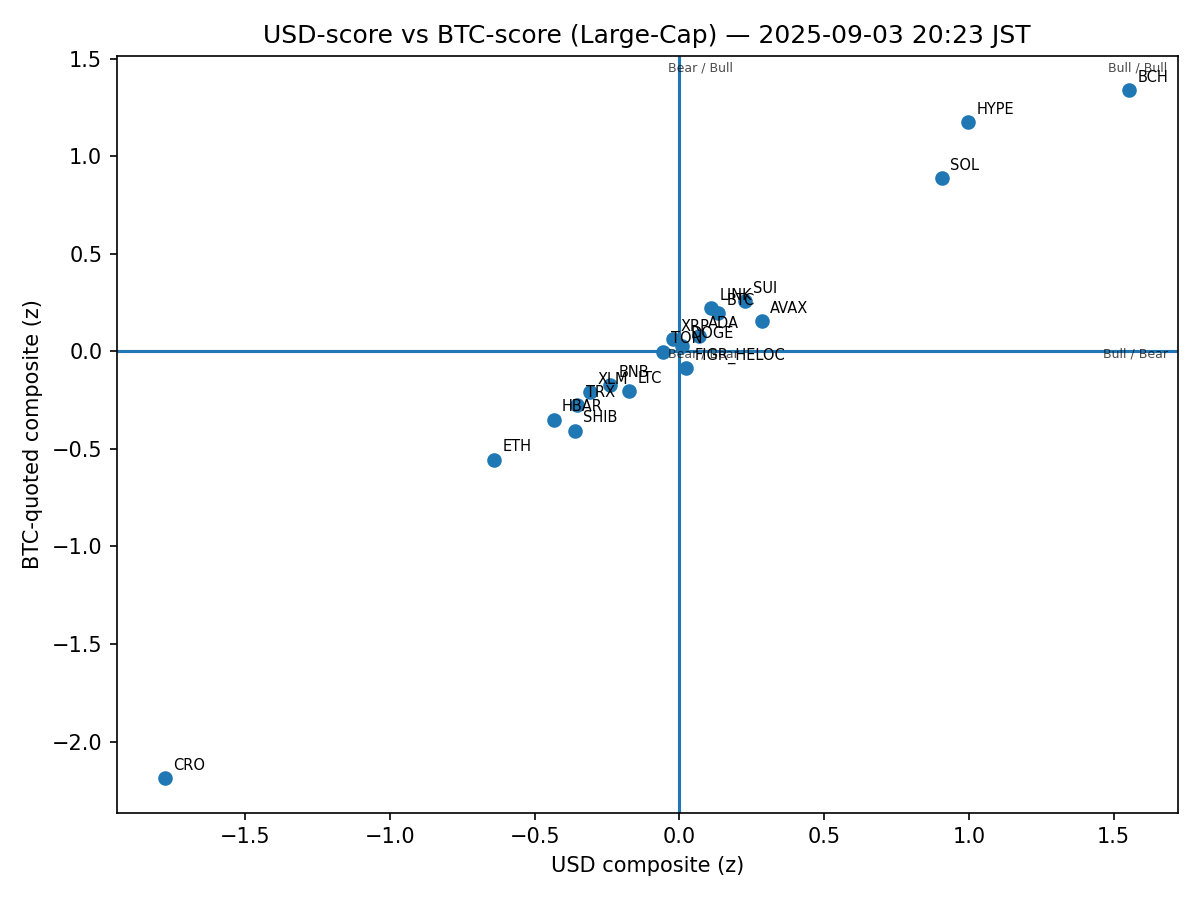 USD-score vs BTC-score (Large-Cap) — 2025-09-03 20:23 JST
1.5
1.0
0.5
0.0
−0.5
−1.0
−1.5
−2.0
BTC-quoted composite (z)
Bear / Bull
Bull / Bull
BCH
HYPE
SOL
SUI
LINK
BTC
AVAX
XRP
ADA
DOGE
TON
FIGR_HELOC
Bull / Bear
BNB
XLM
LTC
TRX
HBAR
SHIB
ETH
CRO
−1.5
−1.0
−0.5
0.0
0.5
1.0
1.5
USD composite (z)